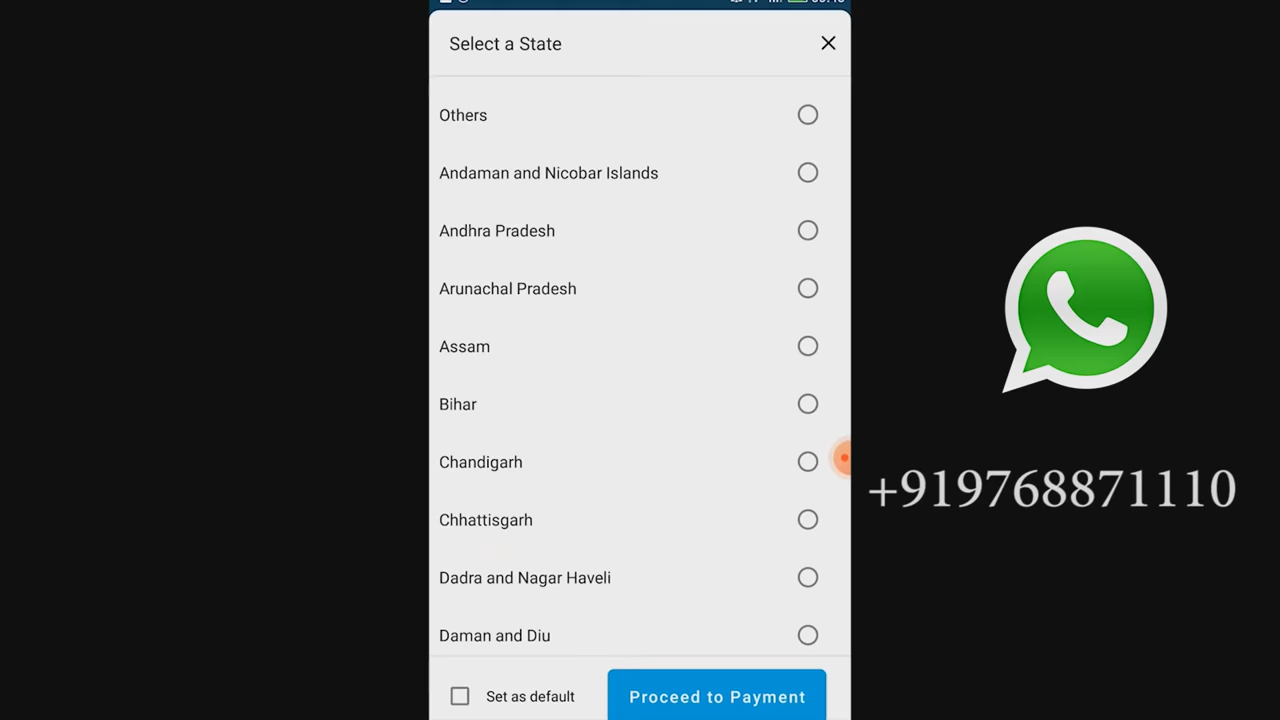 Select a State
Others
Andaman and Nicobar Islands
Andhra Pradesh
Arunachal Pradesh
Assam
Bihar
Chandigarh
Chhattisgarh
Dadra and Nagar Haveli
Daman and Diu
Set as default
Proceed to Payment
+919768871110